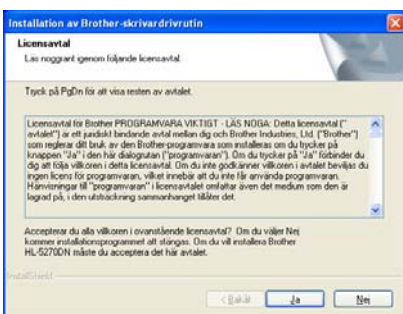 Installation av Brother-skrivardrivrutin
Licensavtal
Läs noggrant igenom följande licensavtal.
Tryck på PgDn för att visa resten av avtalet.
Licensavtal för Brother PROGRAMVARA VIKTIGT - LÄS NOGA: Detta licensavtal ("
avtalet") är ett juridiskt bindande avtal mellan dig och Brother Industries, Ltd. ("Brother")
som reglerar ditt bruk av den Brother-programvara som installeras om du trycker på
knappen "Ja" i den här dialogrutan ("programvaran"). Om du trycker på "Ja" förbinder du
dig att följa villkoren i detta licensavtal. Om du inte godkänner villkoren i avtalet beviljas du
ingen licens för programvaran, vilket innebär att du inte får använda programvaran.
Hänvisningar till "programvaran" i licensavtalet omfattar även det medium som den är
lagrad på, i den utsträckning sammanhanget tillåter det.
Accepterar du alla villkoren i ovanstående licensavtal? Om du väljer Nej
kommer installationsprogrammet att stängas. Om du vill installera Brother
HL-5270DN måste du acceptera det här avtalet.
InstallShield
< Bakåt
Ja
Nej